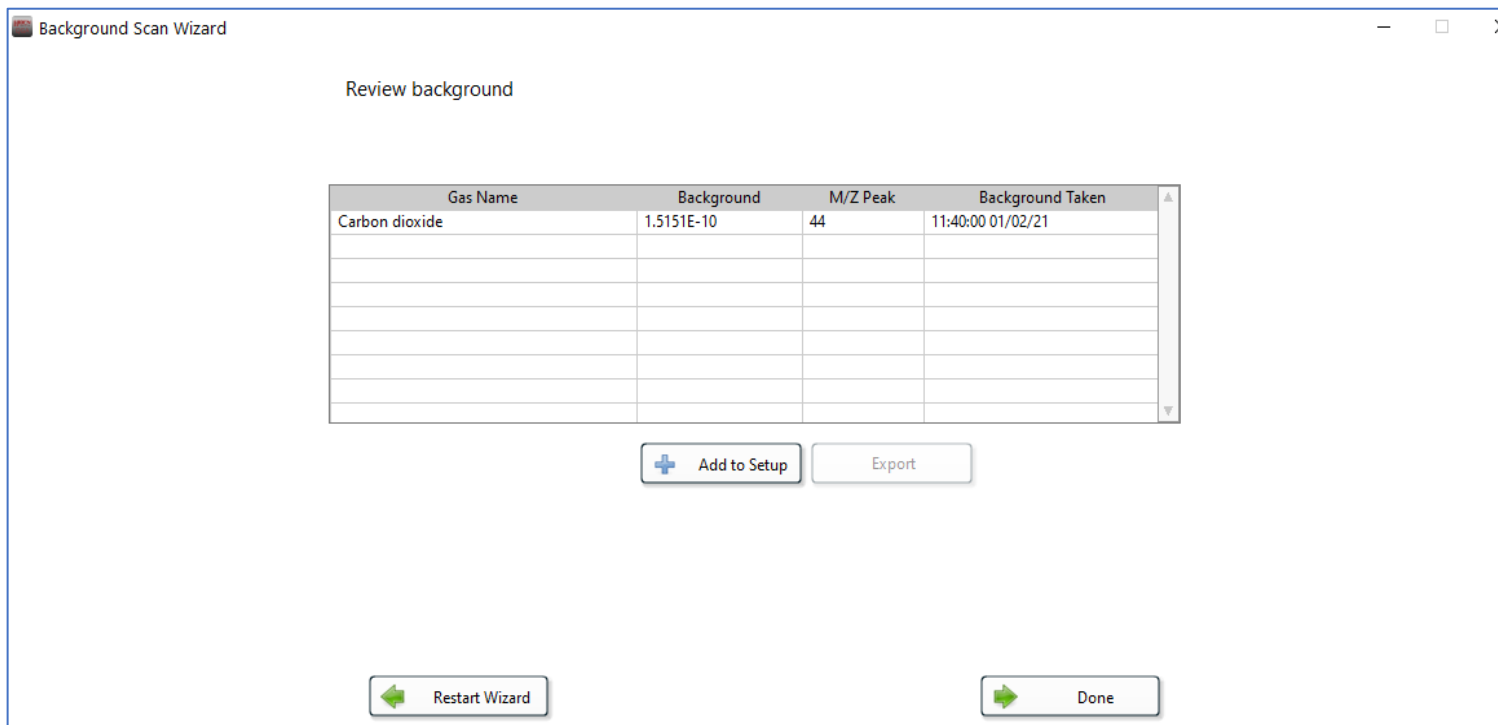 Background Scan Wizard
Review background
Gas Name Background M/Z Peak Background Taken
Carbon dioxide 1.5151E-10 44 11:40:00 01/02/21
Add to Setup Export
Restart Wizard Done